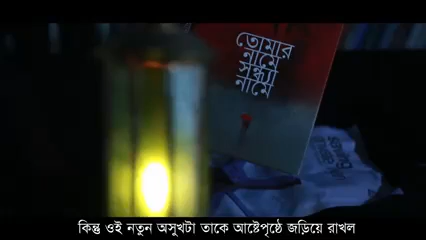 তোমার
নামে
সন্ধ্যা
নামে
কিন্তু ওই নতুন অসুখটা তাকে আষ্টেপৃষ্ঠে জড়িয়ে রাখল